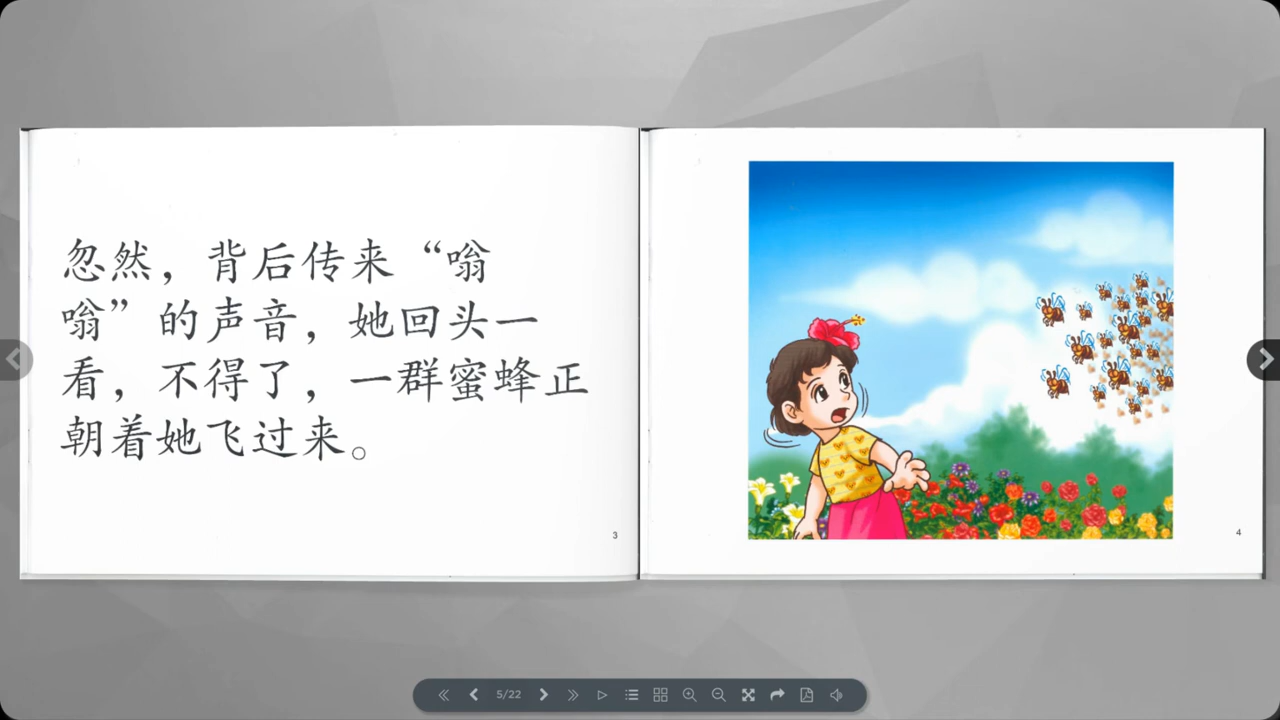 忽然，背后传来“嗡
嗡”的声音，她回头一
看，不得了，一群蜜蜂正
朝着她飞过来。
3
4
5/22